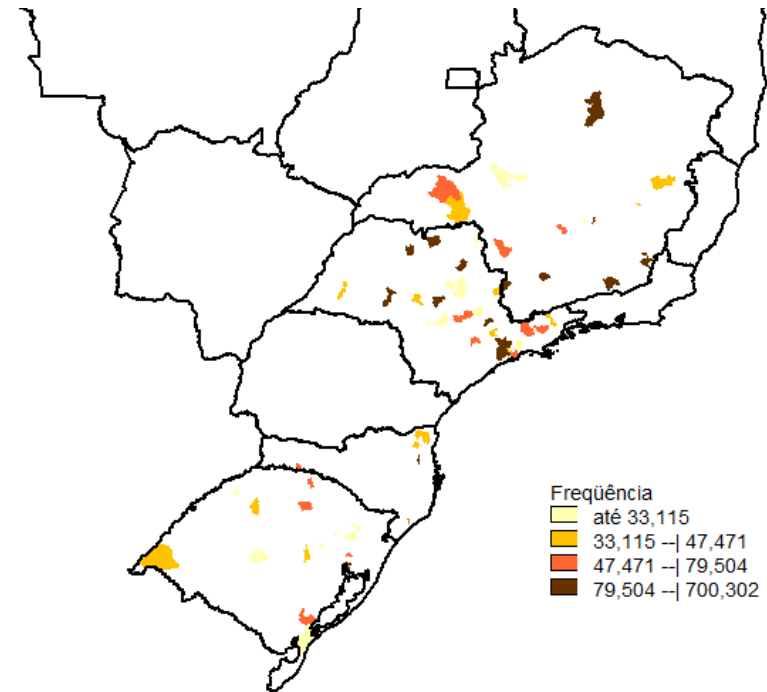 Freqüência
até 33,115
33,115 --| 47,471
47,471 --| 79,504
79,504 --| 700,302